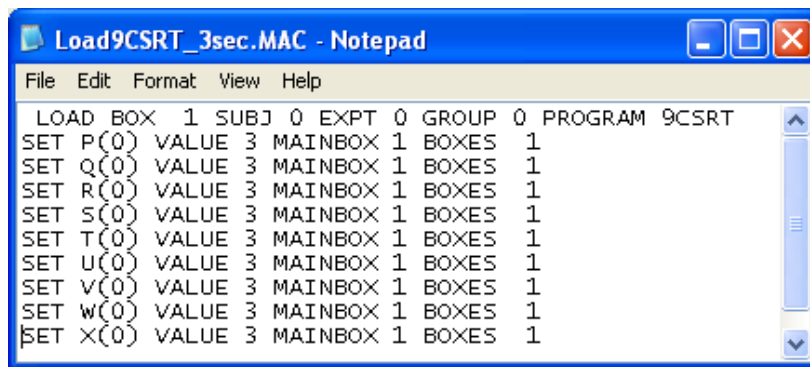 Load9CSRT_3sec.MAC - Notepad
File Edit Format View Help
LOAD BOX 1 SUBJ 0 EXPT 0 GROUP 0 PROGRAM 9CSRT
SET P(0) VALUE 3 MAINBOX 1 BOXES 1
SET Q(0) VALUE 3 MAINBOX 1 BOXES 1
SET R(0) VALUE 3 MAINBOX 1 BOXES 1
SET S(0) VALUE 3 MAINBOX 1 BOXES 1
SET T(0) VALUE 3 MAINBOX 1 BOXES 1
SET U(0) VALUE 3 MAINBOX 1 BOXES 1
SET V(0) VALUE 3 MAINBOX 1 BOXES 1
SET W(0) VALUE 3 MAINBOX 1 BOXES 1
SET X(0) VALUE 3 MAINBOX 1 BOXES 1